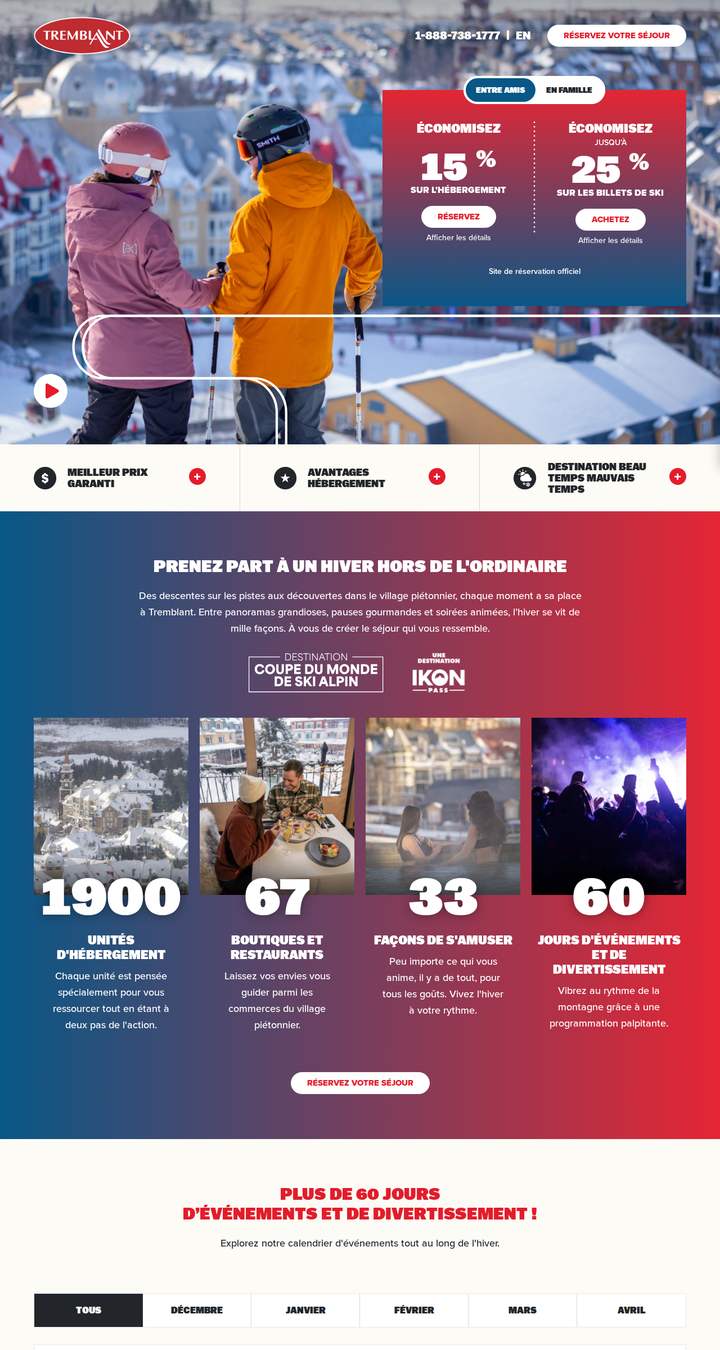 TREMBLANT
1-888-738-1777 | EN
RÉSERVEZ VOTRE SÉJOUR
ENTRE AMIS
EN FAMILLE
ÉCONOMISEZ
15 %
SUR L'HÉBERGEMENT
RÉSERVEZ
Afficher les détails
ÉCONOMISEZ
JUSQU'À
25 %
SUR LES BILLETS DE SKI
ACHETEZ
Afficher les détails
Site de réservation officiel
SMITH
MEILLEUR PRIX
GARANTI
AVANTAGES
HÉBERGEMENT
DESTINATION BEAU
TEMPS MAUVAIS
TEMPS
PRENEZ PART À UN HIVER HORS DE L'ORDINAIRE
Des descentes sur les pistes aux découvertes dans le village piétonnier, chaque moment a sa place
à Tremblant. Entre panoramas grandioses, pauses gourmandes et soirées animées, l'hiver se vit de
mille façons. À vous de créer le séjour qui vous ressemble.
DESTINATION
COUPE DU MONDE
DE SKI ALPIN
UNE
DESTINATION
IKON
PASS
1900
UNITÉS
D'HÉBERGEMENT
Chaque unité est pensée
spécialement pour vous
ressourcer tout en étant à
deux pas de l'action.
67
BOUTIQUES ET
RESTAURANTS
Laissez vos envies vous
guider parmi les
commerces du village
piétonnier.
33
FAÇONS DE S'AMUSER
Peu importe ce qui vous
anime, il y a de tout, pour
tous les goûts. Vivez l'hiver
à votre rythme.
60
JOURS D'ÉVÉNEMENTS
ET DE
DIVERTISSEMENT
Vibrez au rythme de la
montagne grâce à une
programmation palpitante.
RÉSERVEZ VOTRE SÉJOUR
PLUS DE 60 JOURS
D'ÉVÉNEMENTS ET DE DIVERTISSEMENT !
Explorez notre calendrier d'événements tout au long de l'hiver.
TOUS
DÉCEMBRE
JANVIER
FÉVRIER
MARS
AVRIL